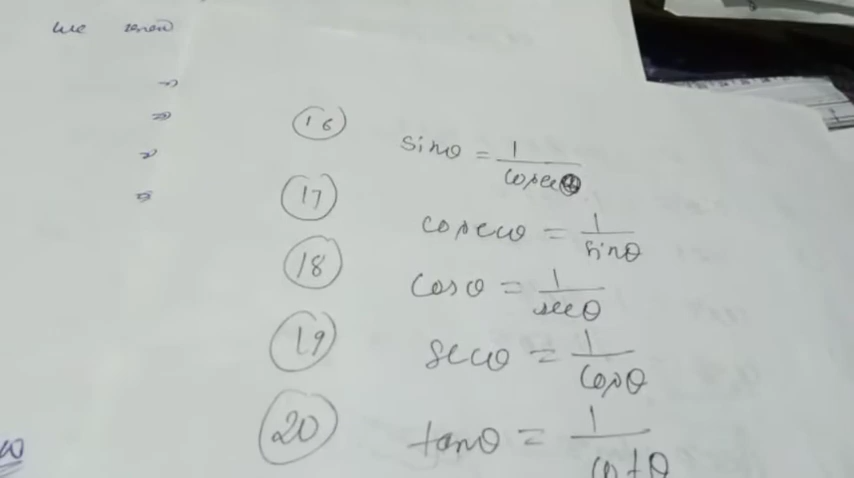 we know
16 sinθ = 1/cosecθ
17 cosecθ = 1/sinθ
18 cosθ = 1/secθ
19 secθ = 1/cosθ
20 tanθ = 1/cotθ